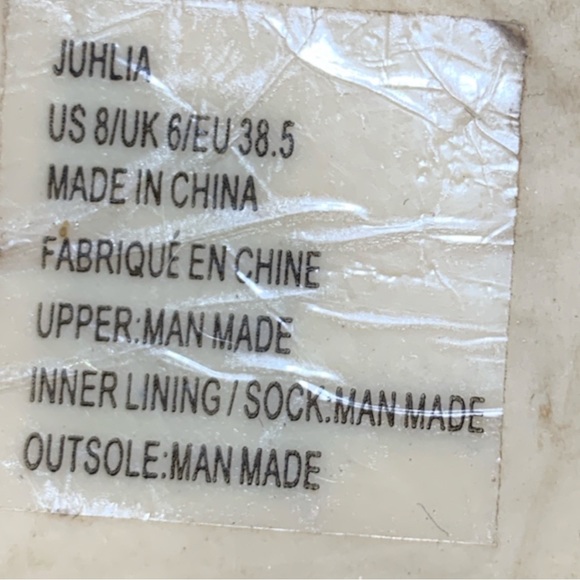 JUHLIA
US 8/UK 6/EU 38.5
MADE IN CHINA
FABRIQUÉ EN CHINE
UPPER:MAN MADE
INNER LINING / SOCK:MAN MADE
OUTSOLE:MAN MADE